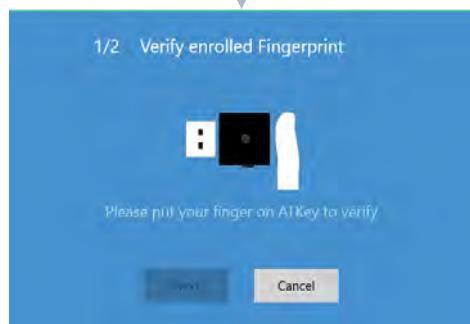 1/2 Verify enrolled Fingerprint
Please put your finger on ATKey to verify
Cancel